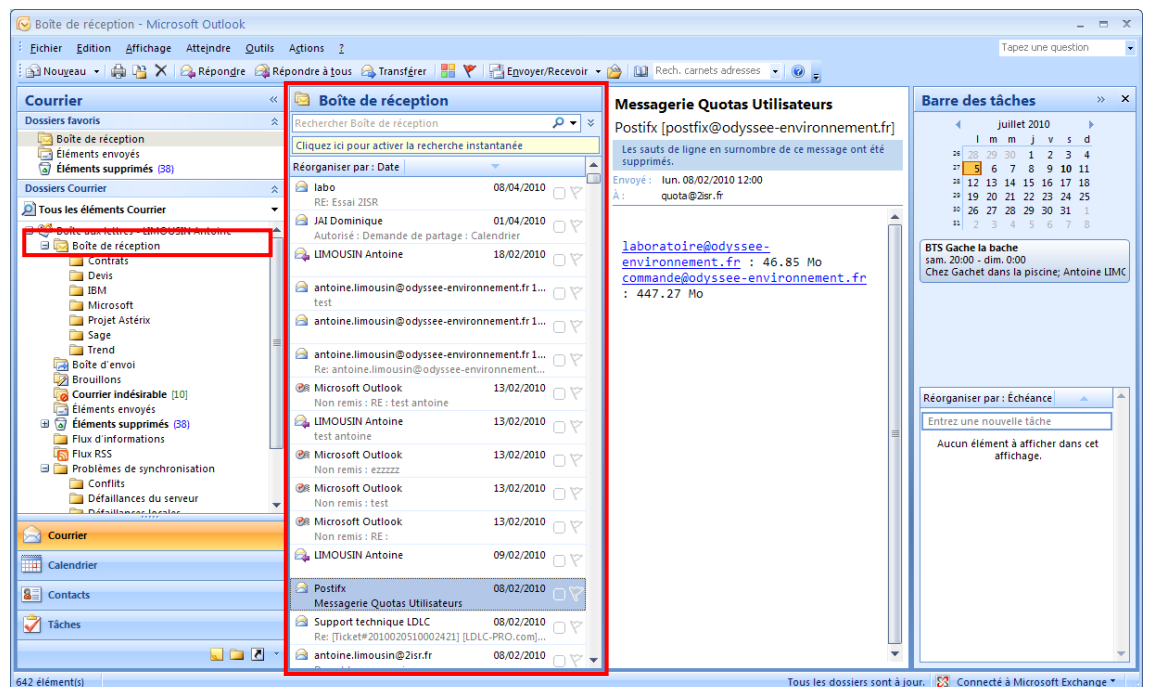 Boîte de réception - Microsoft Outlook
Fichier Edition Affichage Atteindre Outils Actions ?
Tapez une question
Nouveau Répondre Répondre à tous Transférer Envoyer/Recevoir Rech. carnets adresses
Courrier
Dossiers favoris
Boîte de réception
Éléments envoyés
Éléments supprimés (38)
Dossiers Courrier
Tous les éléments Courrier
Boîte aux lettres - LIMOUSIN Antoine
Boîte de réception
Contrats
Devis
IBM
Microsoft
Projet Astérix
Sage
Trend
Boîte d'envoi
Brouillons
Courrier indésirable [10]
Éléments envoyés
Éléments supprimés (38)
Flux d'informations
Flux RSS
Problèmes de synchronisation
Conflits
Défaillances du serveur
Défaillances locales
Courrier
Calendrier
Contacts
Tâches
Boîte de réception
Rechercher Boîte de réception
Cliquez ici pour activer la recherche instantanée
Réorganiser par : Date
labo 08/04/2010
RE: Essai 2ISR
JAI Dominique 01/04/2010
Autorisé : Demande de partage : Calendrier
LIMOUSIN Antoine 18/02/2010
antoine.limousin@odyssee-environnement.fr 1...
test
antoine.limousin@odyssee-environnement.fr 1...
antoine.limousin@odyssee-environnement.fr 1...
Re: antoine.limousin@odyssee-environnement...
Microsoft Outlook 13/02/2010
Non remis : RE : test antoine
LIMOUSIN Antoine 13/02/2010
test antoine
Microsoft Outlook 13/02/2010
Non remis : ezzzzz
Microsoft Outlook 13/02/2010
Non remis : test
Microsoft Outlook 13/02/2010
Non remis : RE :
LIMOUSIN Antoine 09/02/2010
Postifx 08/02/2010
Messagerie Quotas Utilisateurs
Support technique LDLC 08/02/2010
Re: [Ticket#2010020510002421] [LDLC-PRO.com]...
antoine.limousin@2isr.fr 08/02/2010
Messagerie Quotas Utilisateurs
Postifx [postfix@odyssee-environnement.fr]
Les sauts de ligne en surnombre de ce message ont été
supprimés.
Envoyé : lun. 08/02/2010 12:00
À : quota@2isr.fr
laboratoire@odyssee-
environnement.fr : 46.85 Mo
commande@odyssee-environnement.fr
: 447.27 Mo
Barre des tâches
juillet 2010
l m m j v s d
26 28 29 30 1 2 3 4
27 5 6 7 8 9 10 11
28 12 13 14 15 16 17 18
29 19 20 21 22 23 24 25
30 26 27 28 29 30 31 1
31 2 3 4 5 6 7 8
BTS Gache la bache
sam. 20:00 - dim. 0:00
Chez Gachet dans la piscine; Antoine LIMC
Réorganiser par : Échéance
Entrez une nouvelle tâche
Aucun élément à afficher dans cet
affichage.
642 élément(s)
Tous les dossiers sont à jour. Connecté à Microsoft Exchange